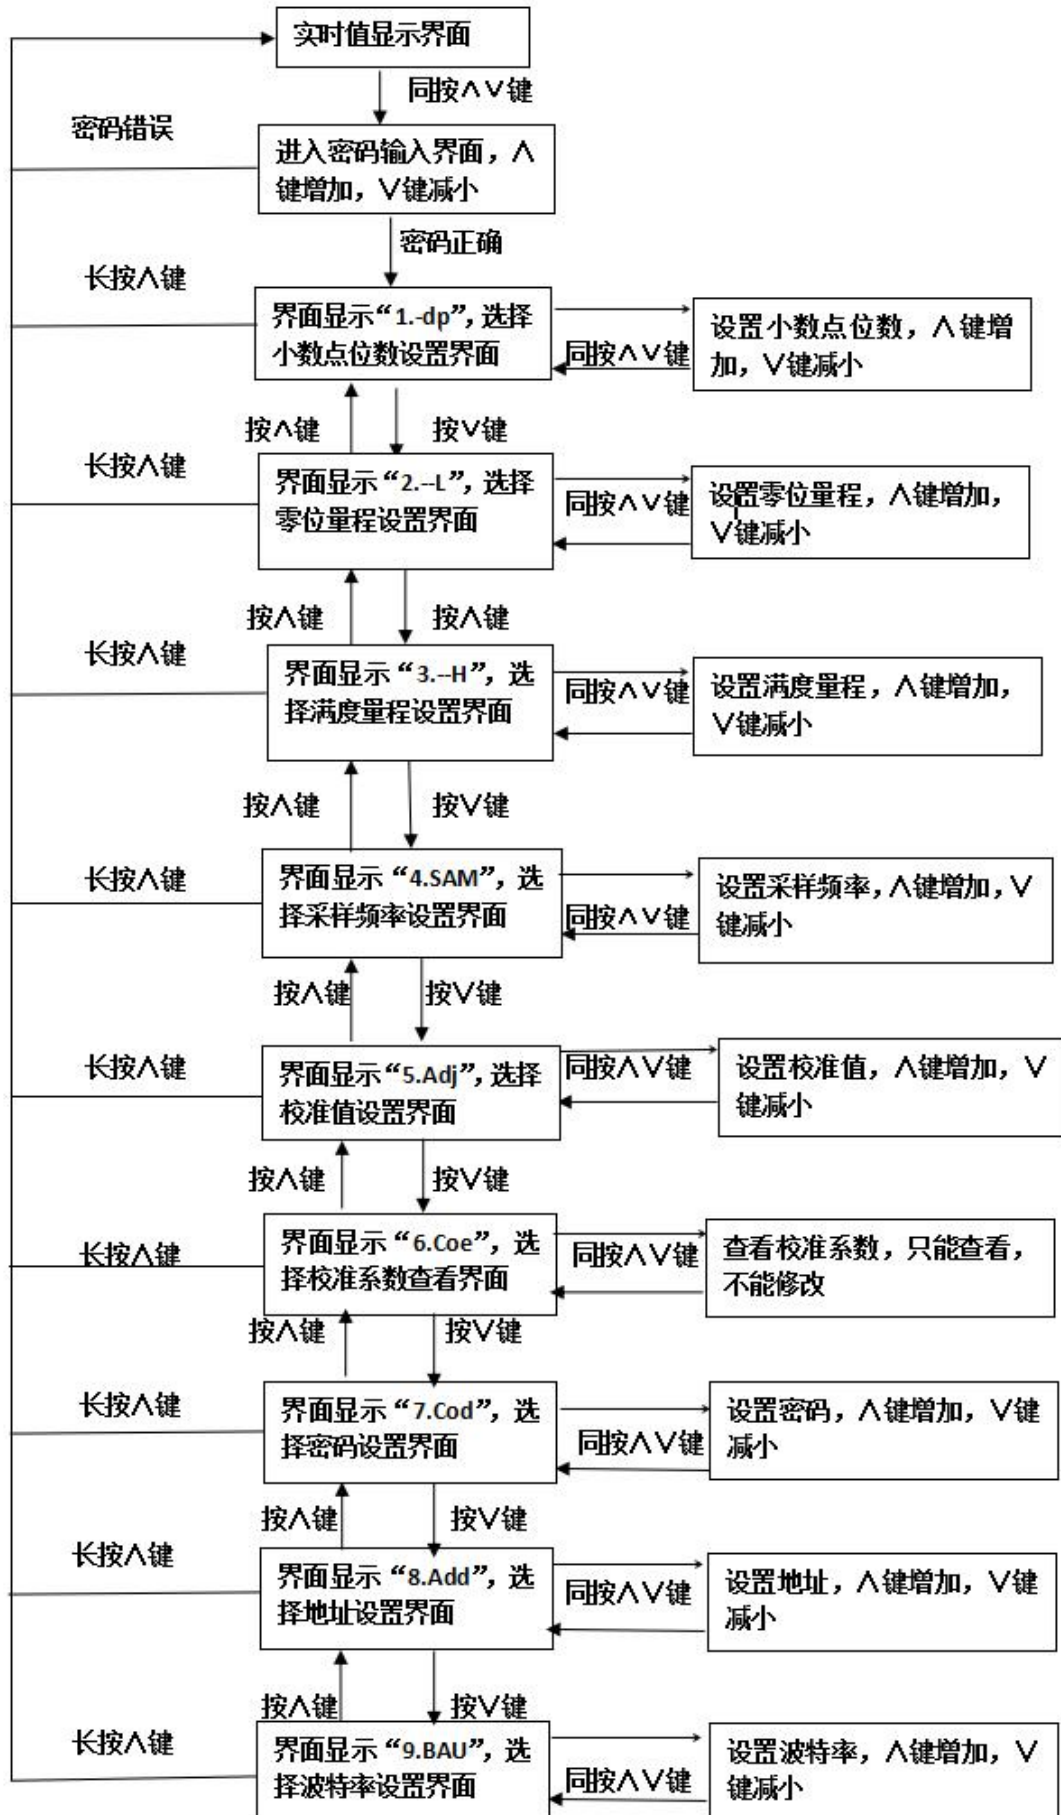 实时值显示界面
同按∧∨键
密码错误
进入密码输入界面，∧
键增加，∨键减小
密码正确
长按∧键
界面显示“1.-dp”，选择
小数点位数设置界面
同按∧∨键
设置小数点位数，∧键增
加，∨键减小
按∧键
按∨键
长按∧键
界面显示“2.--L”，选择
零位量程设置界面
同按∧∨键
设置零位量程，∧键增加，
∨键减小
按∧键
按∧键
长按∧键
界面显示“3.--H”，选
择满度量程设置界面
同按∧∨键
设置满度量程，∧键增加，
∨键减小
按∧键
按∨键
长按∧键
界面显示“4.SAM”，选
择采样频率设置界面
同按∧∨键
设置采样频率，∧键增加，∨
键减小
按∧键
按∨键
长按∧键
界面显示“5.Adj”，选择
校准值设置界面
同按∧∨键
设置校准值，∧键增加，∨
键减小
按∧键
按∨键
长按∧键
界面显示“6.Coe”，选
择校准系数查看界面
同按∧∨键
查看校准系数，只能查看，
不能修改
按∧键
按∨键
长按∧键
界面显示“7.Cod”，选
择密码设置界面
同按∧∨键
设置密码，∧键增加，∨键
减小
按∧键
按∨键
长按∧键
界面显示“8.Add”，选
择地址设置界面
同按∧∨键
设置地址，∧键增加，∨键
减小
按∧键
按∨键
长按∧键
界面显示“9.BAU”，选
择波特率设置界面
同按∧∨键
设置波特率，∧键增加，∨
键减小